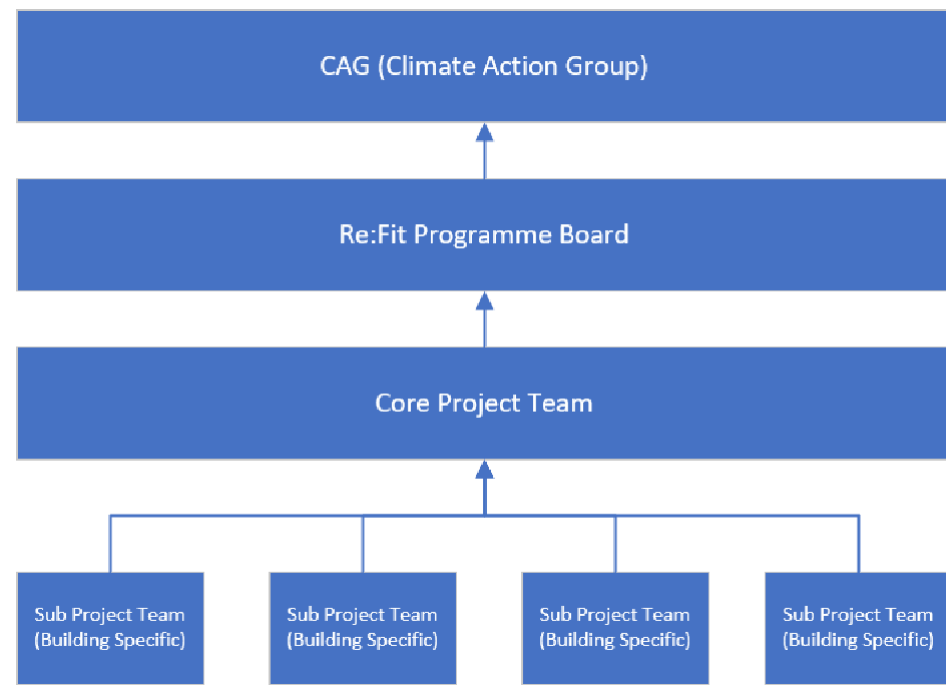 CAG (Climate Action Group)
Re:Fit Programme Board
Core Project Team
Sub Project Team
(Building Specific)
Sub Project Team
(Building Specific)
Sub Project Team
(Building Specific)
Sub Project Team
(Building Specific)